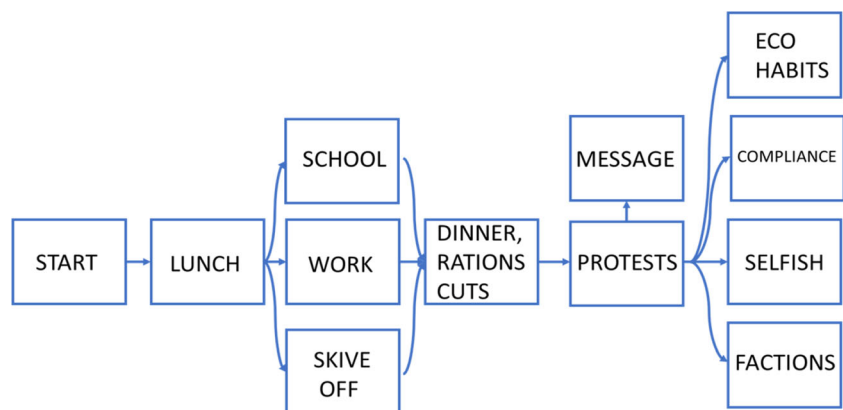 START
LUNCH
SCHOOL
WORK
SKIVE
OFF
DINNER,
RATIONS
CUTS
MESSAGE
PROTESTS
ECO
HABITS
COMPLIANCE
SELFISH
FACTIONS